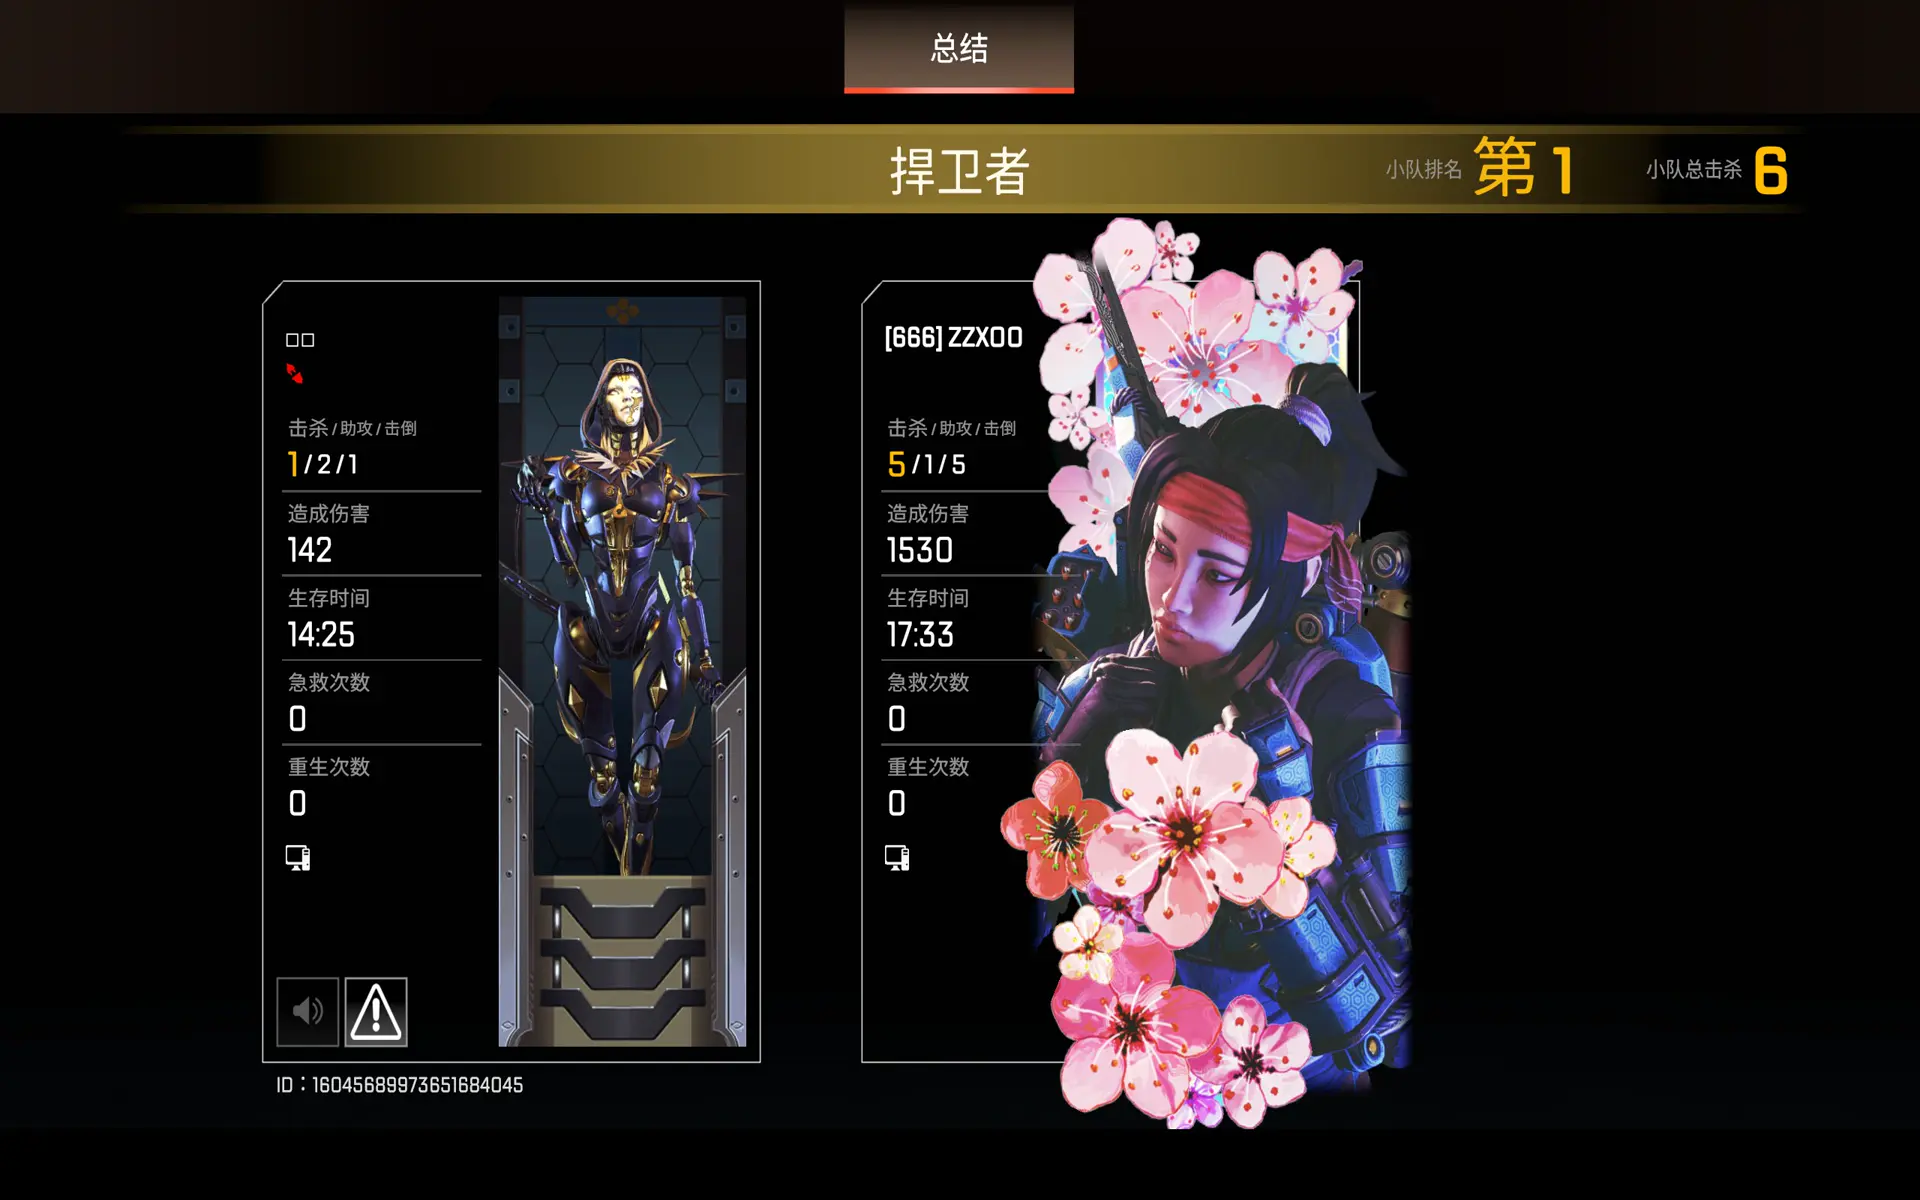 总结
捍卫者
小队排名 第1
小队总击杀 6
□□
击杀/助攻/击倒
1/2/1
造成伤害
142
生存时间
14:25
急救次数
0
重生次数
0
ID：16045689973651684045
[666] ZZXOO
击杀/助攻/击倒
5/1/5
造成伤害
1530
生存时间
17:33
急救次数
0
重生次数
0